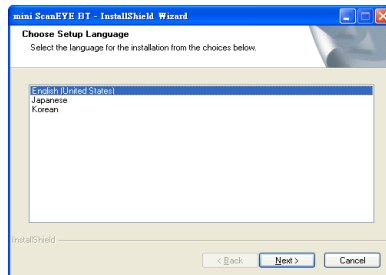 mini ScanEYE BT - InstallShield Wizard
Choose Setup Language
Select the language for the installation from the choices below.
English (United States)
Japanese
Korean
InstallShield
< Back
Next >
Cancel